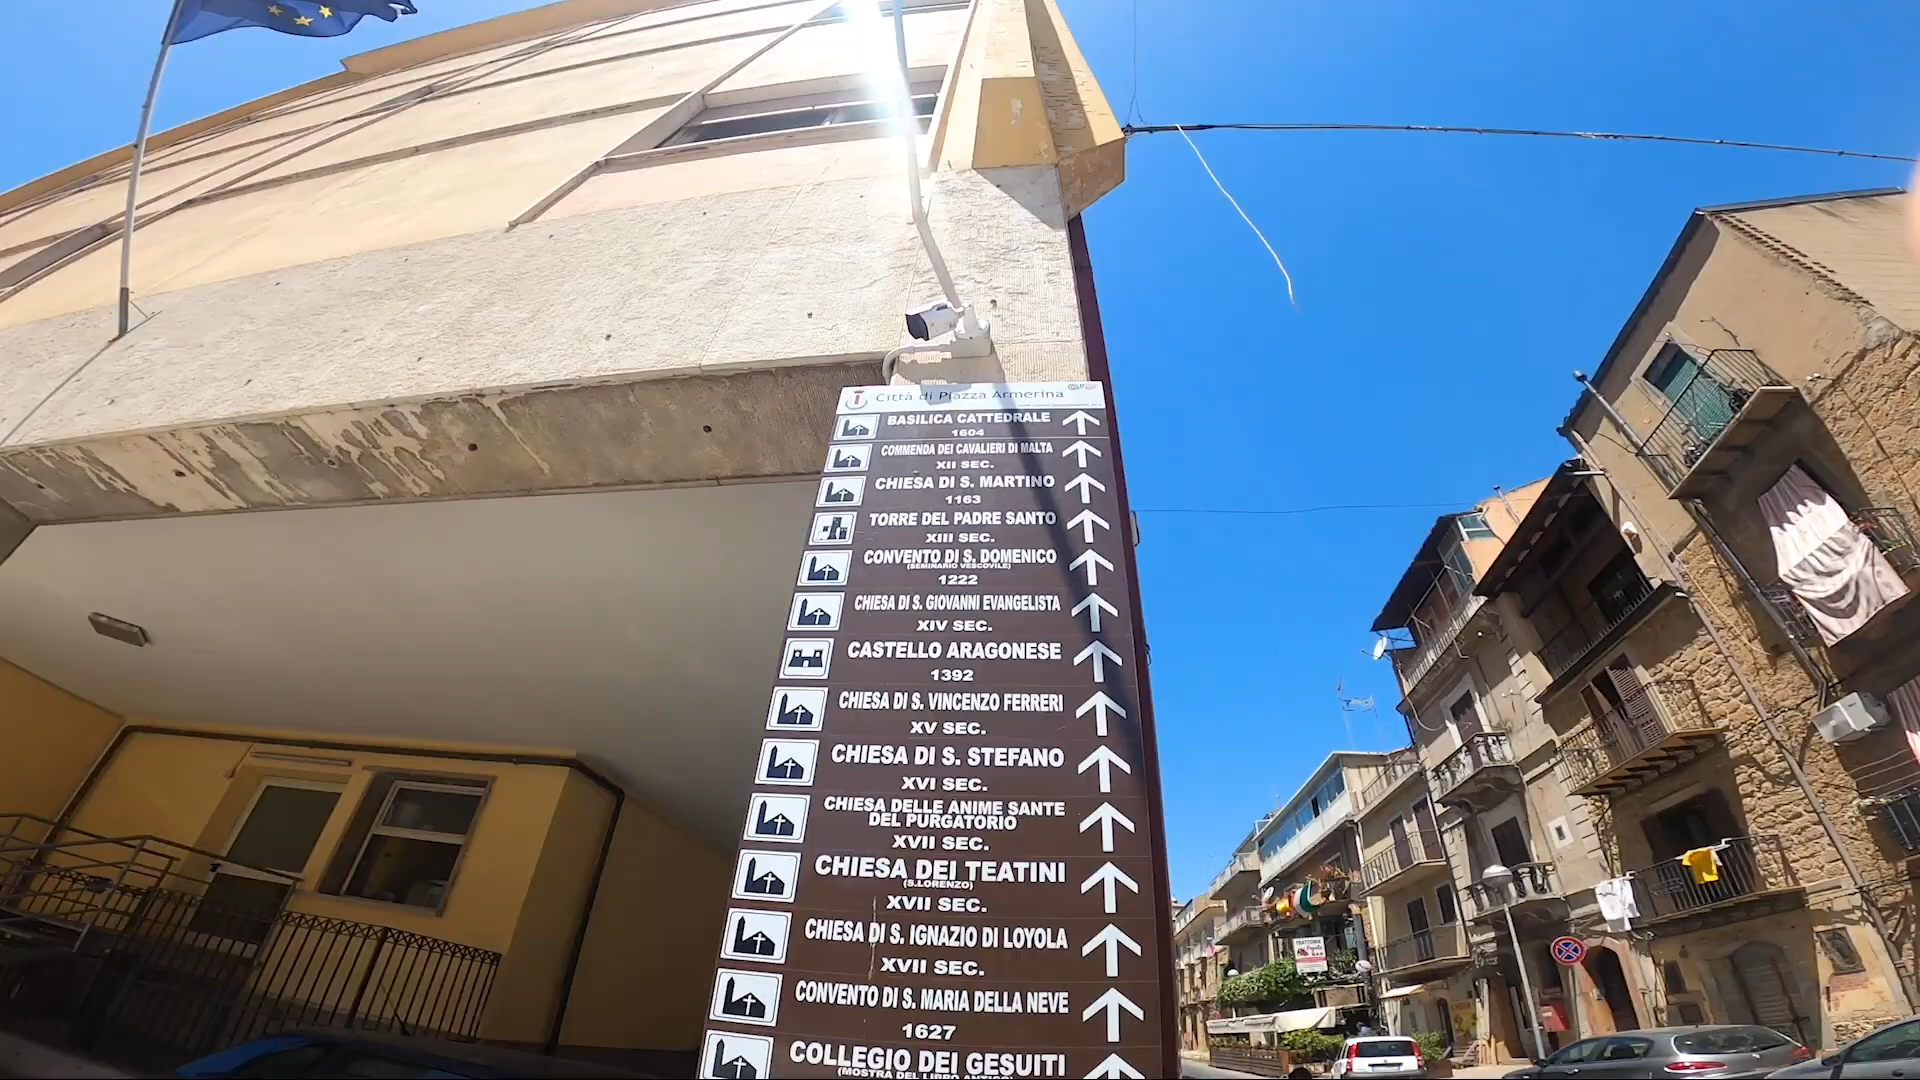 Città di Piazza Armerina
BASILICA CATTEDRALE
1604
COMMENDA DEI CAVALIERI DI MALTA
XII SEC.
CHIESA DI S. MARTINO
1163
TORRE DEL PADRE SANTO
XIII SEC.
CONVENTO DI S. DOMENICO
(SEMINARIO VESCOVILE)
1222
CHIESA DI S. GIOVANNI EVANGELISTA
XIV SEC.
CASTELLO ARAGONESE
1392
CHIESA DI S. VINCENZO FERRERI
XV SEC.
CHIESA DI S. STEFANO
XVI SEC.
CHIESA DELLE ANIME SANTE
DEL PURGATORIO
XVII SEC.
CHIESA DEI TEATINI
(S.LORENZO)
XVII SEC.
CHIESA DI S. IGNAZIO DI LOYOLA
XVII SEC.
CONVENTO DI S. MARIA DELLA NEVE
1627
COLLEGIO DEI GESUITI
(MOSTRA DEL LIBRO ANTICO)
TRATTORIA